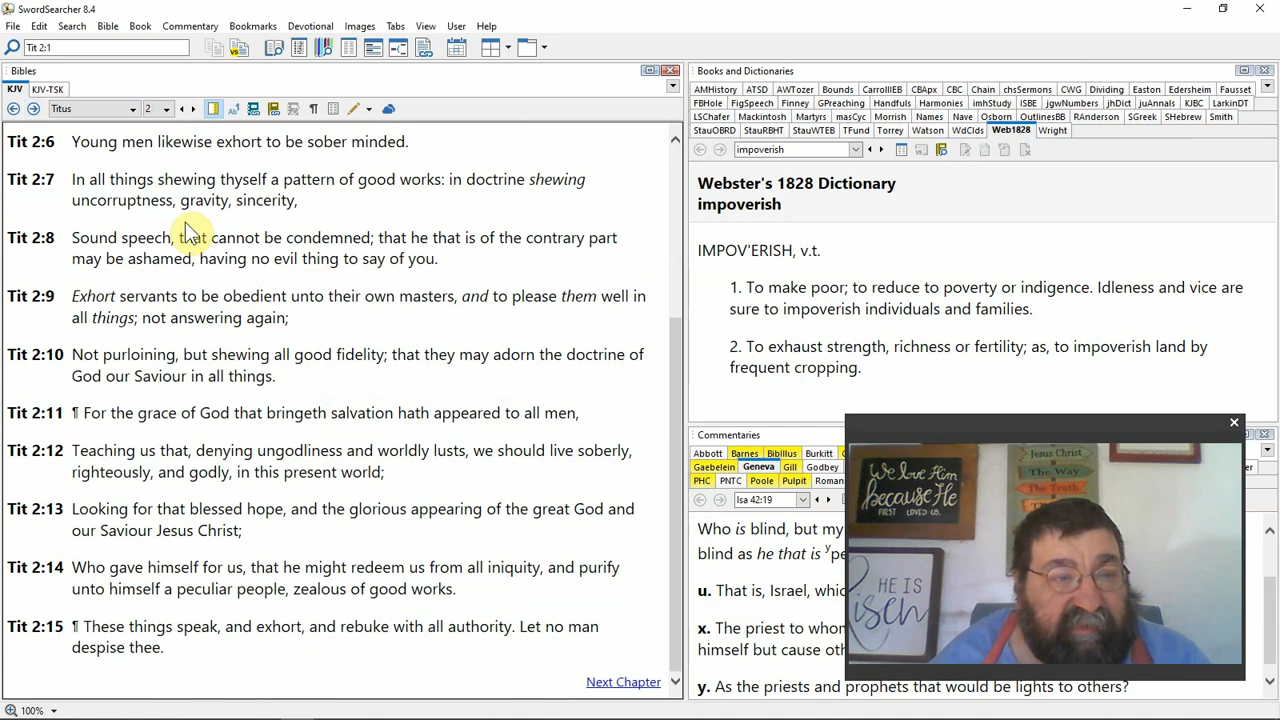 SwordSearcher 8.4
File Edit Search Bible Book Commentary Bookmarks Devotional Images Tabs View User Help
Tit 2:1
Bibles
KJV KJV-TSK
Titus 2
Tit 2:6 Young men likewise exhort to be sober minded.
Tit 2:7 In all things shewing thyself a pattern of good works: in doctrine shewing
uncorruptness, gravity, sincerity,
Tit 2:8 Sound speech, that cannot be condemned; that he that is of the contrary part
may be ashamed, having no evil thing to say of you.
Tit 2:9 Exhort servants to be obedient unto their own masters, and to please them well in
all things; not answering again;
Tit 2:10 Not purloining, but shewing all good fidelity; that they may adorn the doctrine of
God our Saviour in all things.
Tit 2:11 ¶ For the grace of God that bringeth salvation hath appeared to all men,
Tit 2:12 Teaching us that, denying ungodliness and worldly lusts, we should live soberly,
righteously, and godly, in this present world;
Tit 2:13 Looking for that blessed hope, and the glorious appearing of the great God and
our Saviour Jesus Christ;
Tit 2:14 Who gave himself for us, that he might redeem us from all iniquity, and purify
unto himself a peculiar people, zealous of good works.
Tit 2:15 ¶ These things speak, and exhort, and rebuke with all authority. Let no man
despise thee.
Next Chapter
100%
Books and Dictionaries
AMHistory ATSD AWTozer Bounds CarrollIEB CBApx CBC Chain chsSermons CWG Dividing Easton Edersheim Fausset
FBHole FigSpeech Finney GPreaching Handfuls Harmonies imhStudy ISBE jgwNumbers jhDict juAnnals KJBC LarkinDT
LSChafer Mackintosh Martyrs masCyc Morrish Names Nave Osborn OutlinesBB RAnderson SGreek SHebrew Smith
StauOBRD StauRBHT StauWTEB TFund Torrey Watson WdClds Web1828 Wright
impoverish
Webster's 1828 Dictionary
impoverish
IMPOV'ERISH, v.t.
1. To make poor; to reduce to poverty or indigence. Idleness and vice are
sure to impoverish individuals and families.
2. To exhaust strength, richness or fertility; as, to impoverish land by
frequent cropping.
Commentaries
Abbott Barnes BibIllus Burkitt
Gaebelein Geneva Gill Godbey
PHC PNTC Poole Pulpit Roman
Isa 42:19
Who is blind, but my
blind as he that is y pe
u. That is, Israel, whic
x. The priest to whom
himself but cause oth
y. As the priests and prophets that would be lights to others?
We love Him
because He
FIRST LOVED US.
Jesus Christ
The Way
The Truth
HE IS
Risen